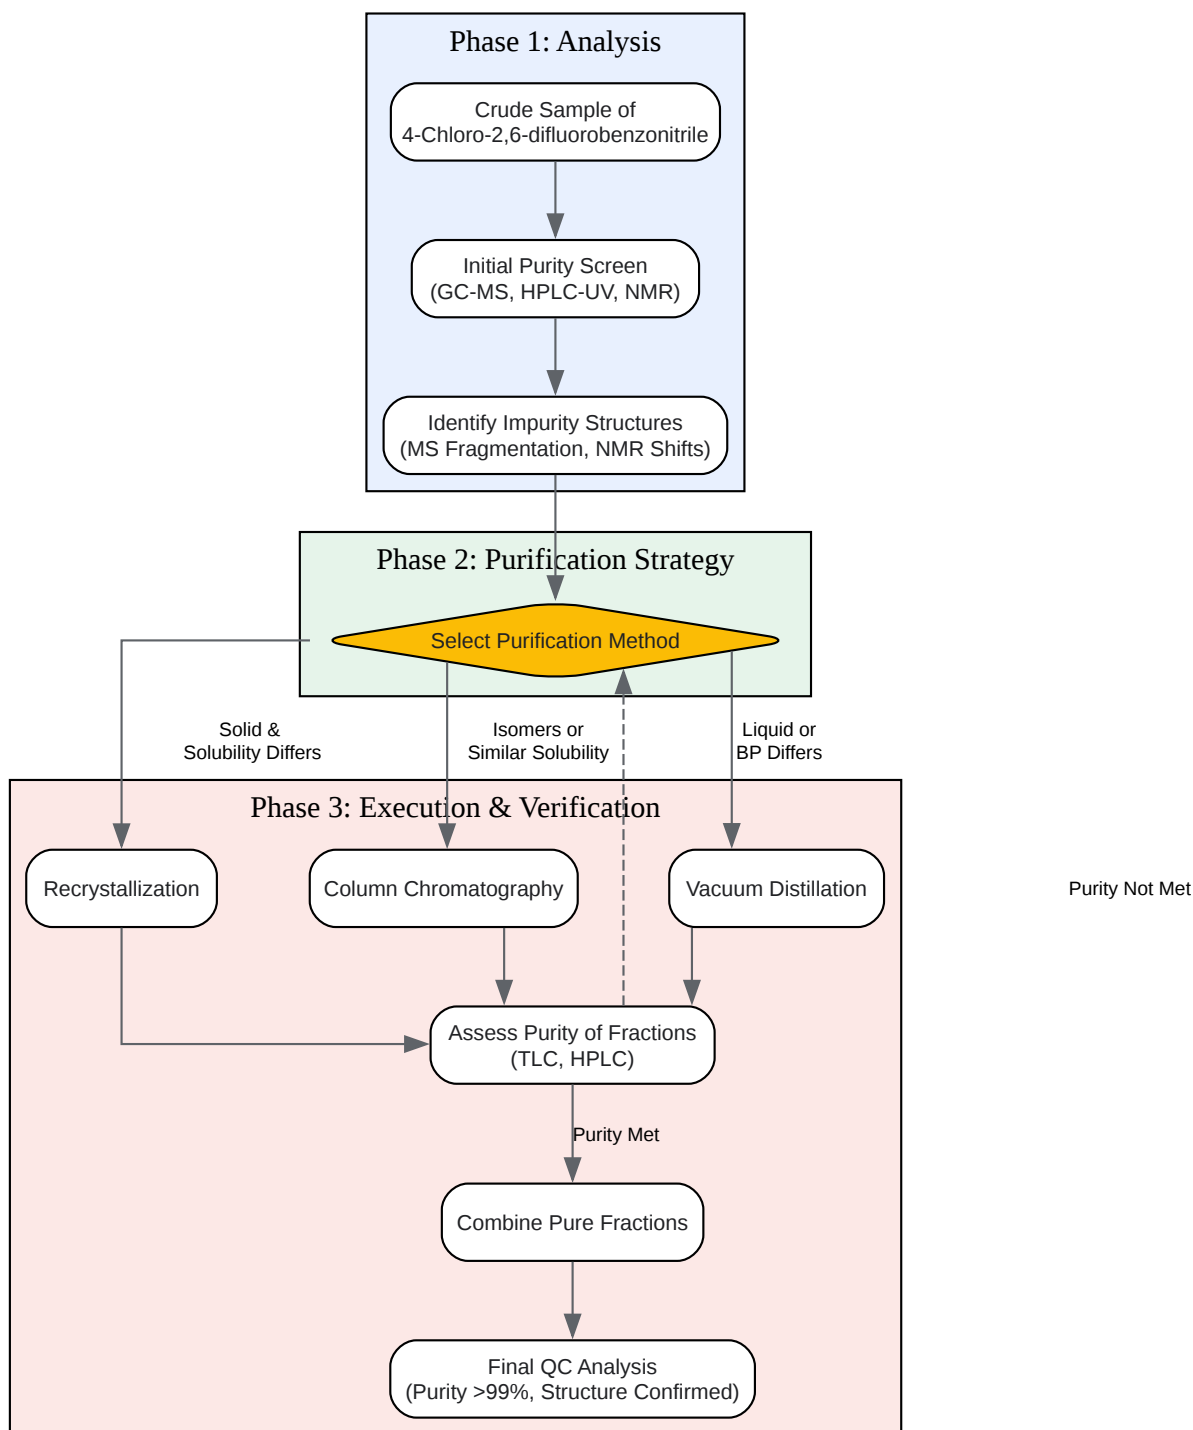 Phase 1: Analysis
Crude Sample of
4-Chloro-2,6-difluorobenzonitrile
Initial Purity Screen
(GC-MS, HPLC-UV, NMR)
Identify Impurity Structures
(MS Fragmentation, NMR Shifts)
Phase 2: Purification Strategy
Select Purification Method
Solid &
Solubility Differs
Isomers or
Similar Solubility
Liquid or
BP Differs
Phase 3: Execution & Verification
Recrystallization
Column Chromatography
Vacuum Distillation
Purity Not Met
Assess Purity of Fractions
(TLC, HPLC)
Purity Met
Combine Pure Fractions
Final QC Analysis
(Purity >99%, Structure Confirmed)